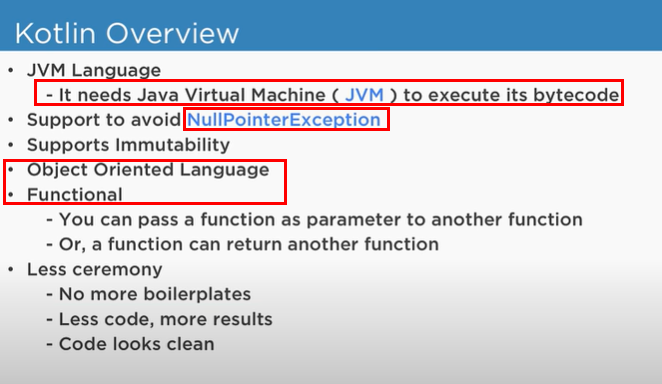 Kotlin Overview
• JVM Language
- It needs Java Virtual Machine ( JVM ) to execute its bytecode
• Support to avoid NullPointerException
• Supports Immutability
• Object Oriented Language
• Functional
- You can pass a function as parameter to another function
- Or, a function can return another function
• Less ceremony
- No more boilerplates
- Less code, more results
- Code looks clean